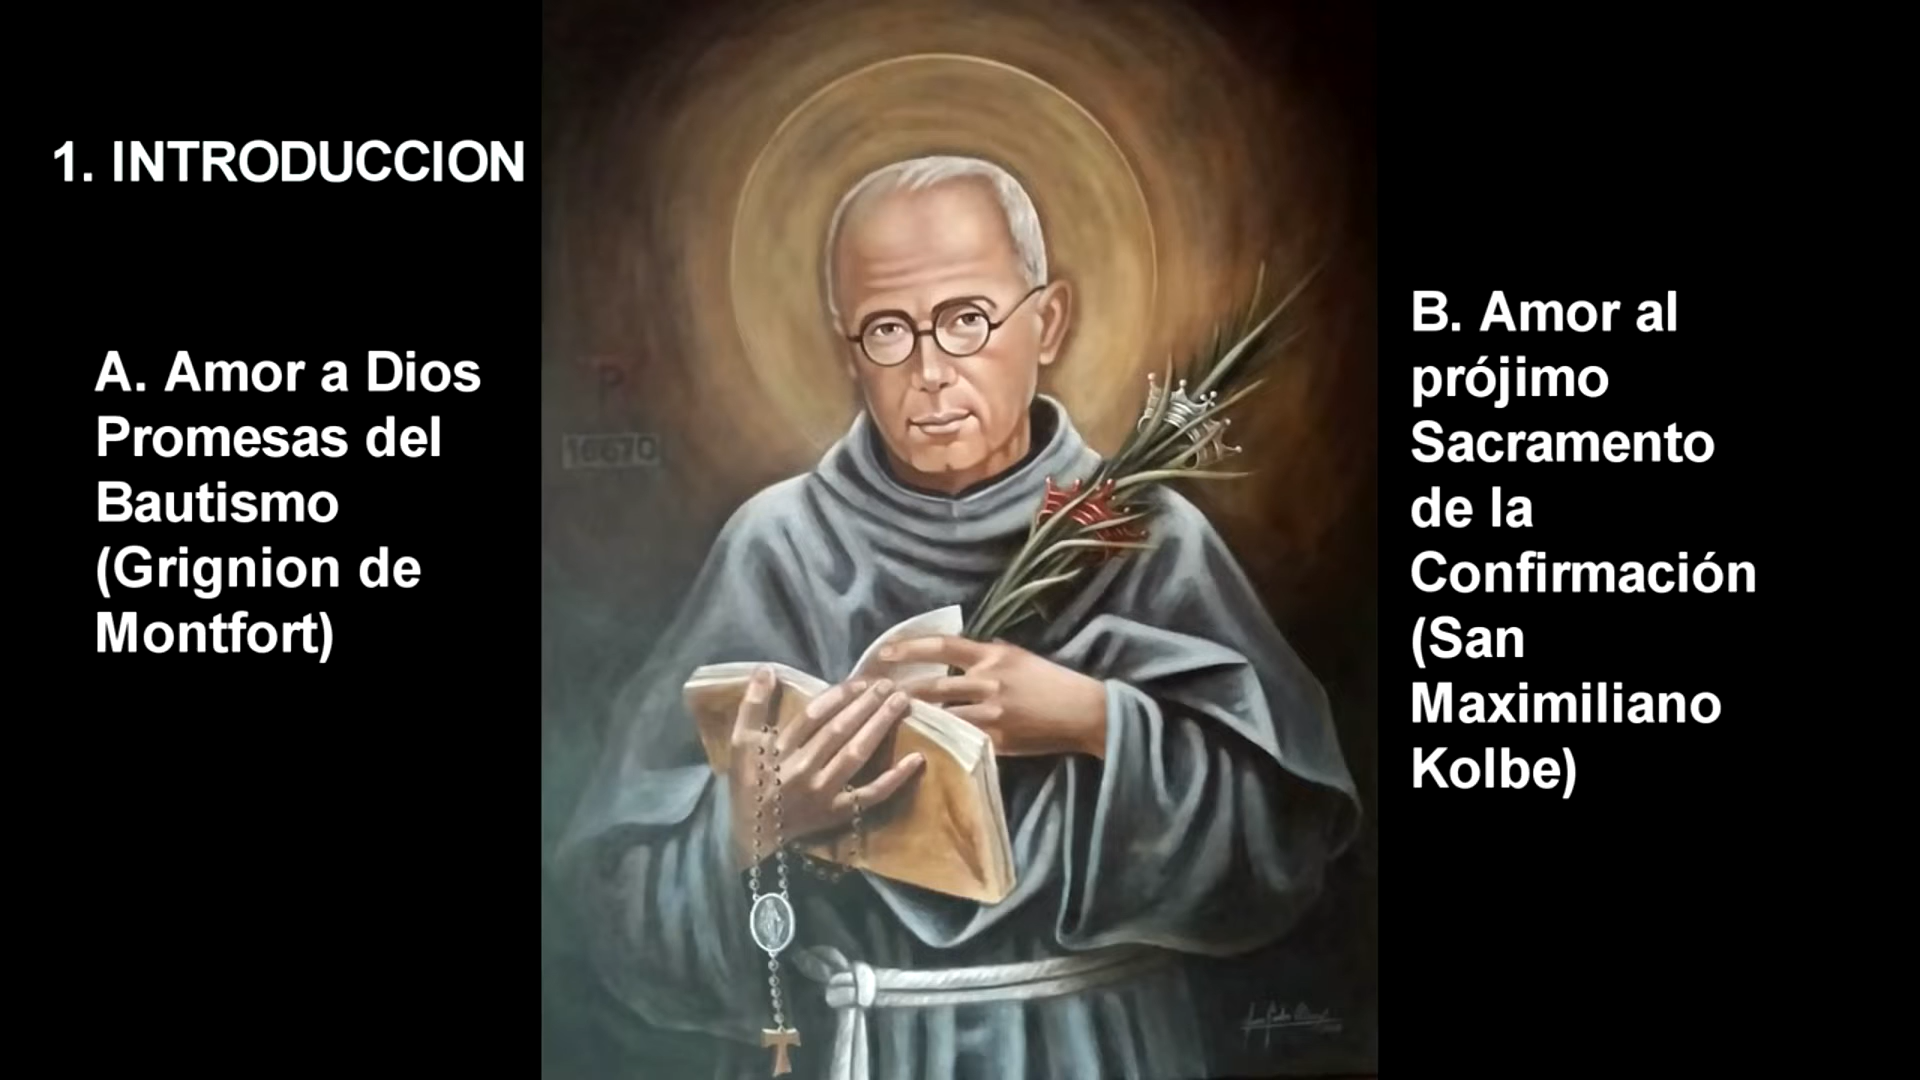 1. INTRODUCCION
A. Amor a Dios
Promesas del
Bautismo
(Grignion de
Montfort)
P
16670
B. Amor al
prójimo
Sacramento
de la
Confirmación
(San
Maximiliano
Kolbe)